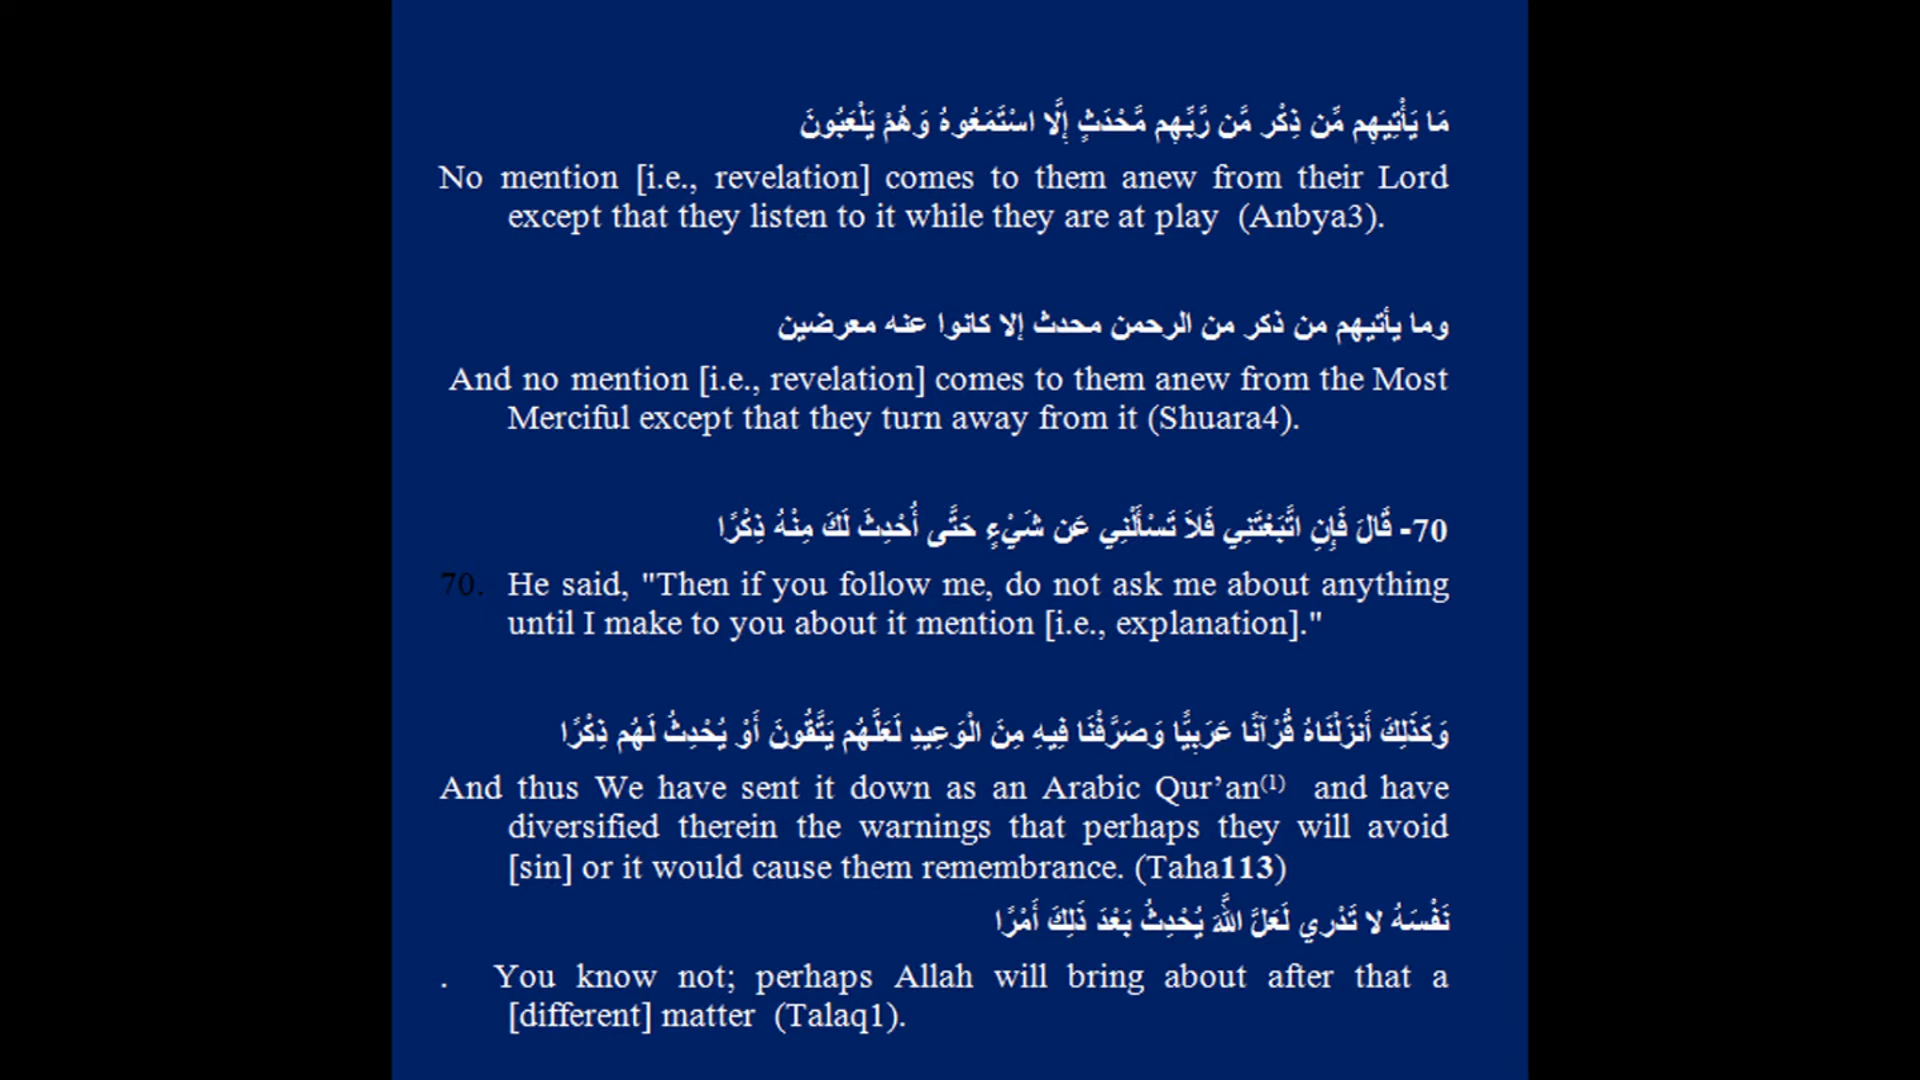 مَا يَأْتِيهِم مِّن ذِكْر مَّن رَّبِّهِم مَّحْدَثٍ إِلَّا اسْتَمَعُوهُ وَهُمْ يَلْعَبُونَ
No mention [i.e., revelation] comes to them anew from their Lord
except that they listen to it while they are at play (Anbya3).
وما يأتيهم من ذكر من الرحمن محدث إلا كانوا عنه معرضين
And no mention [i.e., revelation] comes to them anew from the Most
Merciful except that they turn away from it (Shuara4).
70- قَالَ فَإِنِ اتَّبَعْتَنِي فَلاَ تَسْأَلْنِي عَن شَيْءٍ حَتَّى أُحْدِثَ لَكَ مِنْهُ ذِكْرًا
70. He said, "Then if you follow me, do not ask me about anything
until I make to you about it mention [i.e., explanation]."
وَكَذَلِكَ أَنزَلْنَاهُ قُرْآنًا عَرَبِيًّا وَصَرَّفْنَا فِيهِ مِنَ الْوَعِيدِ لَعَلَّهُم يَتَّقُونَ أَوْ يُحْدِثُ لَهُم ذِكْرًا
And thus We have sent it down as an Arabic Qur’an(1) and have
diversified therein the warnings that perhaps they will avoid
[sin] or it would cause them remembrance. (Taha113)
نَفْسَهُ لا تَدْرِي لَعَلَّ اللَّهَ يُحْدِثُ بَعْدَ ذَلِكَ أَمْرًا
. You know not; perhaps Allah will bring about after that a
[different] matter (Talaq1).